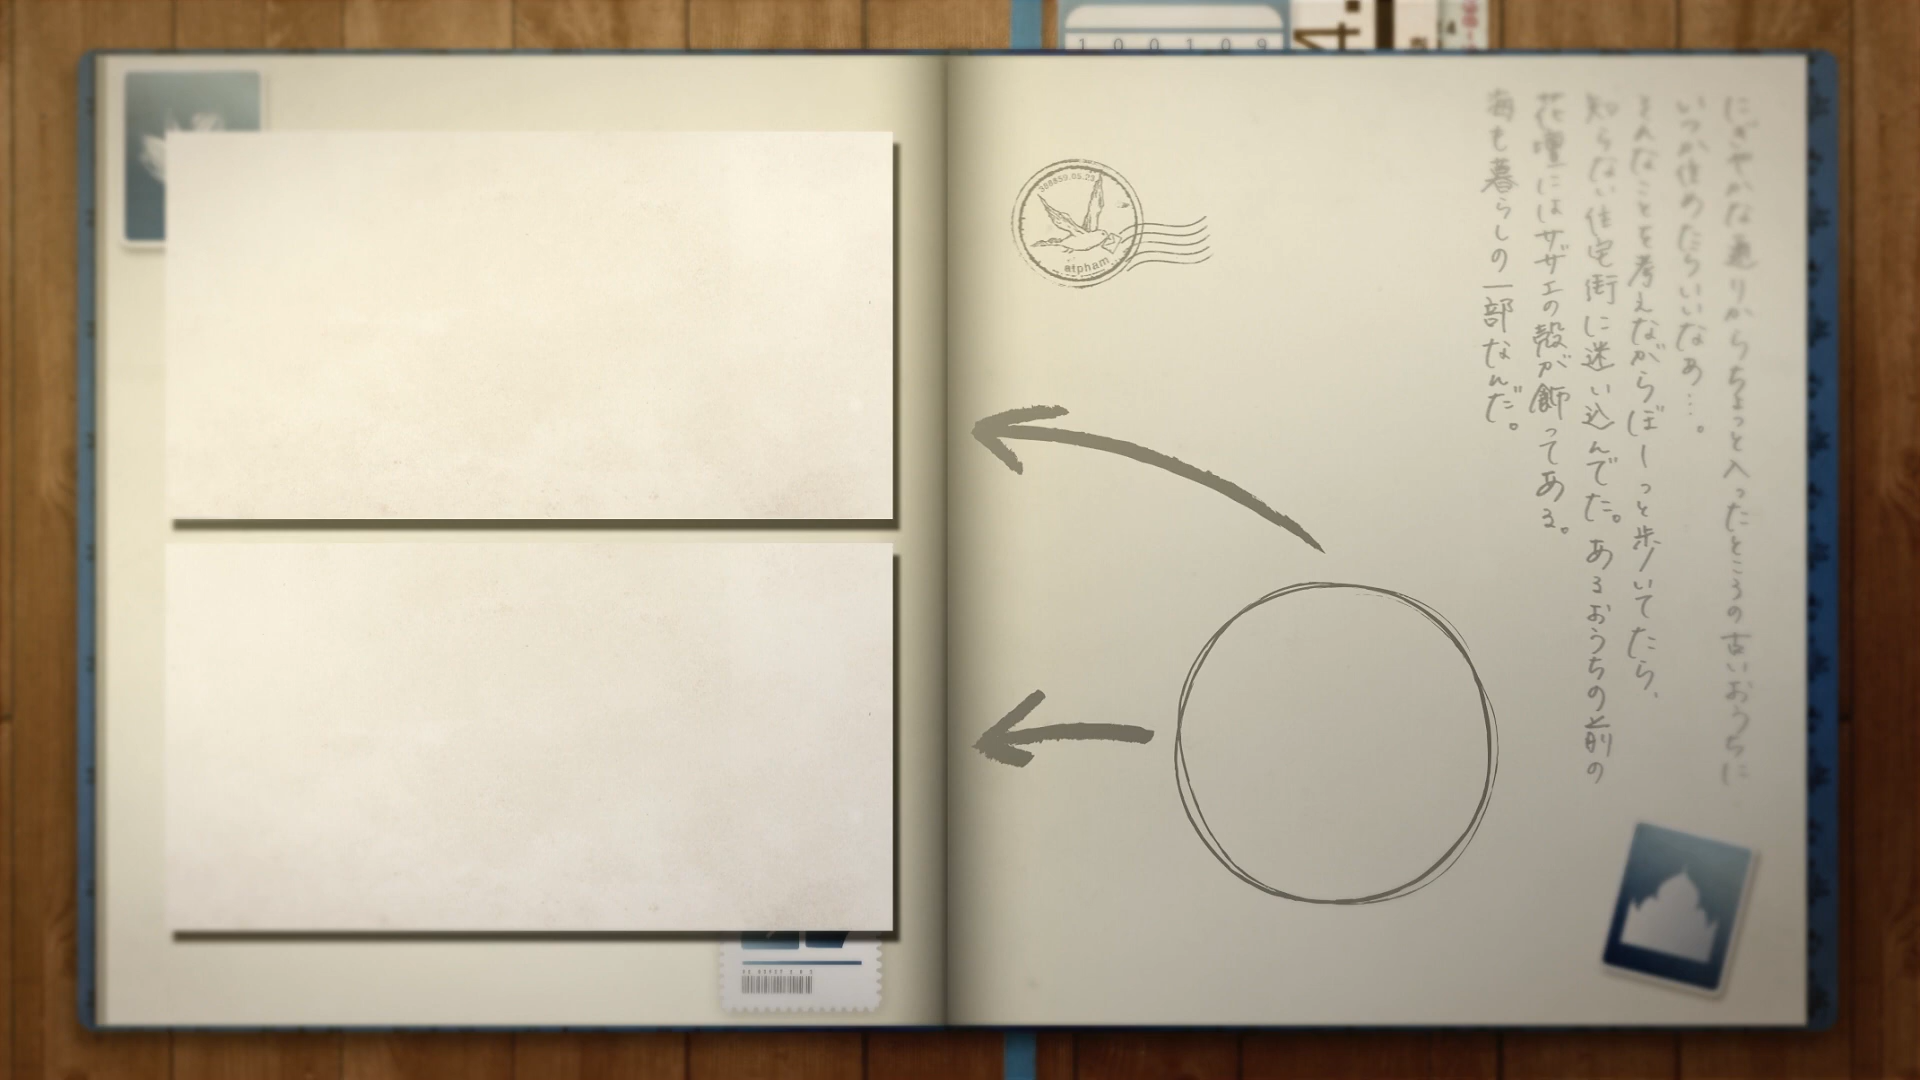 にぎやかな通りからちょっと入ったところの古いおうちに
いつか住めたらいいなあ…。
そんなことを考えながらぼーっと歩いてたら、
知らない住宅街に迷い込んでた。あるおうちの前の
花壇にはサザエの殻が飾ってある。
海も暮らしの一部なんだ。
atpham
100109